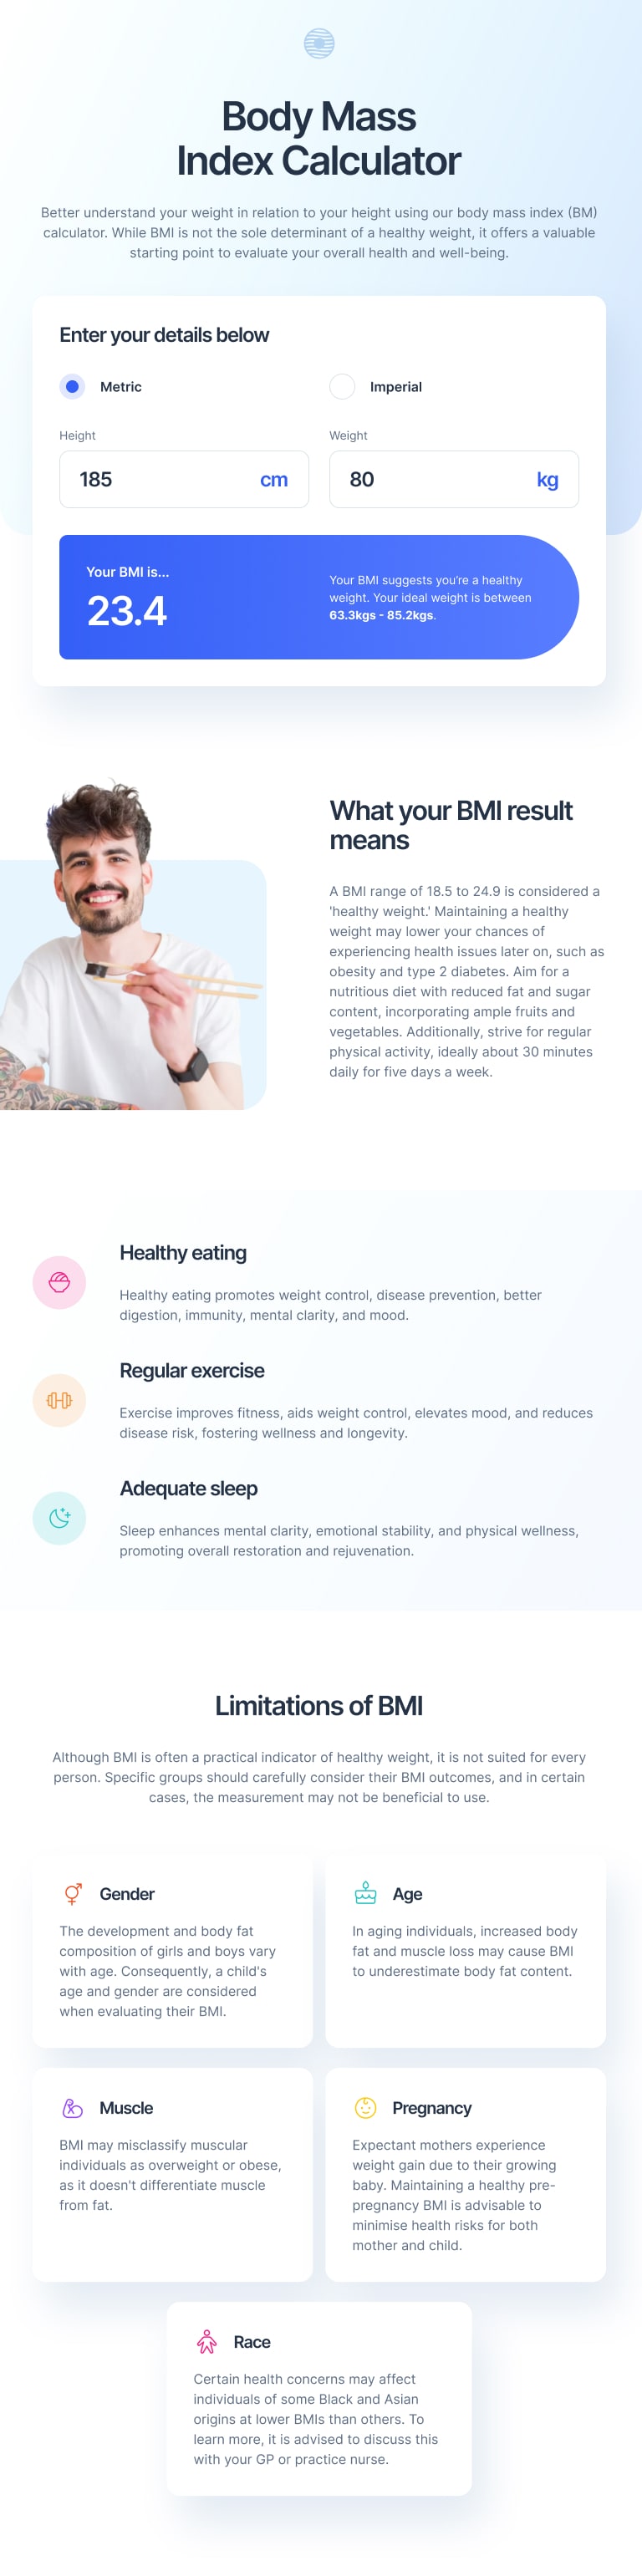 Body Mass
Index Calculator
Better understand your weight in relation to your height using our body mass index (BM)
calculator. While BMI is not the sole determinant of a healthy weight, it offers a valuable
starting point to evaluate your overall health and well-being.
Enter your details below
Metric
Imperial
Height
Weight
185 cm
80 kg
Your BMI is...
23.4
Your BMI suggests you're a healthy
weight. Your ideal weight is between
63.3kgs - 85.2kgs.
What your BMI result
means
A BMI range of 18.5 to 24.9 is considered a
'healthy weight.' Maintaining a healthy
weight may lower your chances of
experiencing health issues later on, such as
obesity and type 2 diabetes. Aim for a
nutritious diet with reduced fat and sugar
content, incorporating ample fruits and
vegetables. Additionally, strive for regular
physical activity, ideally about 30 minutes
daily for five days a week.
Healthy eating
Healthy eating promotes weight control, disease prevention, better
digestion, immunity, mental clarity, and mood.
Regular exercise
Exercise improves fitness, aids weight control, elevates mood, and reduces
disease risk, fostering wellness and longevity.
Adequate sleep
Sleep enhances mental clarity, emotional stability, and physical wellness,
promoting overall restoration and rejuvenation.
Limitations of BMI
Although BMI is often a practical indicator of healthy weight, it is not suited for every
person. Specific groups should carefully consider their BMI outcomes, and in certain
cases, the measurement may not be beneficial to use.
Gender
The development and body fat
composition of girls and boys vary
with age. Consequently, a child's
age and gender are considered
when evaluating their BMI.
Age
In aging individuals, increased body
fat and muscle loss may cause BMI
to underestimate body fat content.
Muscle
BMI may misclassify muscular
individuals as overweight or obese,
as it doesn't differentiate muscle
from fat.
Pregnancy
Expectant mothers experience
weight gain due to their growing
baby. Maintaining a healthy pre-
pregnancy BMI is advisable to
minimise health risks for both
mother and child.
Race
Certain health concerns may affect
individuals of some Black and Asian
origins at lower BMIs than others. To
learn more, it is advised to discuss this
with your GP or practice nurse.